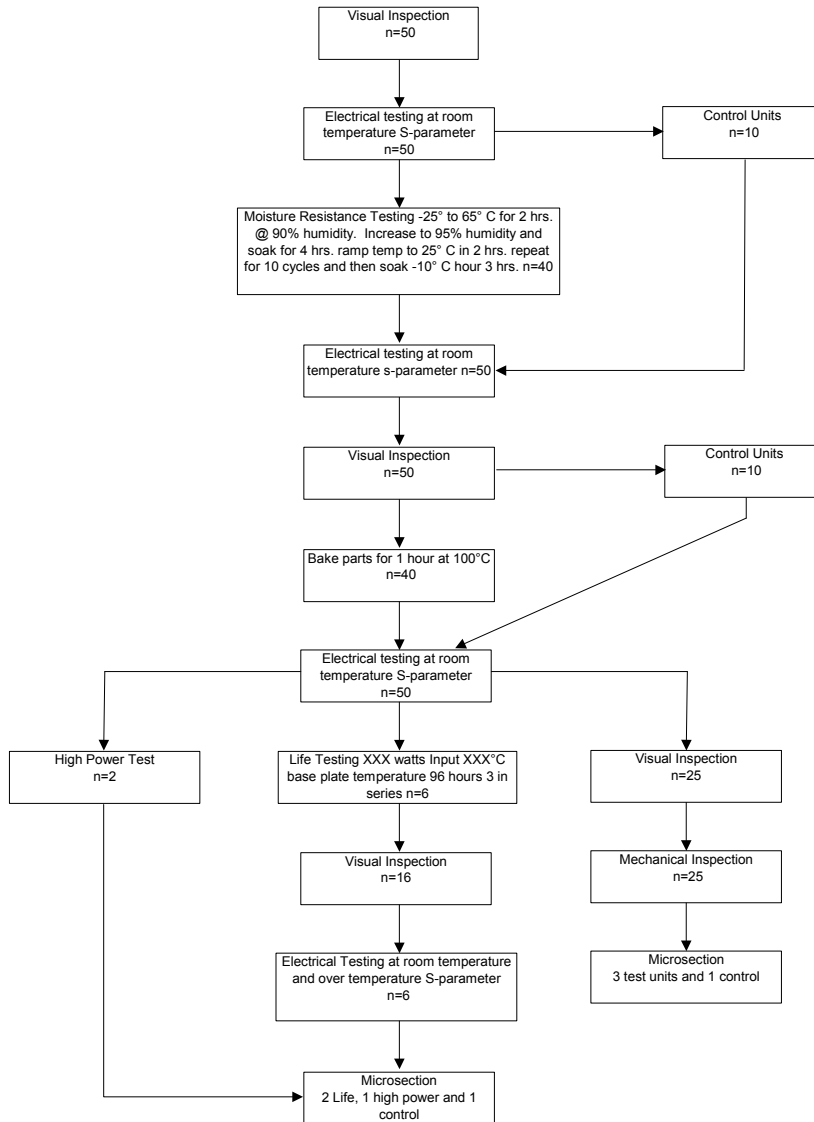 Visual Inspection
n=50
Electrical testing at room
temperature S-parameter
n=50
Control Units
n=10
Moisture Resistance Testing -25° to 65° C for 2 hrs.
@ 90% humidity.  Increase to 95% humidity and
soak for 4 hrs. ramp temp to 25° C in 2 hrs. repeat
for 10 cycles and then soak -10° C hour 3 hrs. n=40
Electrical testing at room
temperature s-parameter n=50
Visual Inspection
n=50
Control Units
n=10
Bake parts for 1 hour at 100°C
n=40
Electrical testing at room
temperature S-parameter
n=50
High Power Test
n=2
Life Testing XXX watts Input XXX°C
base plate temperature 96 hours 3 in
series n=6
Visual Inspection
n=25
Visual Inspection
n=16
Mechanical Inspection
n=25
Electrical Testing at room temperature
and over temperature S-parameter
n=6
Microsection
3 test units and 1 control
Microsection
2 Life, 1 high power and 1
control